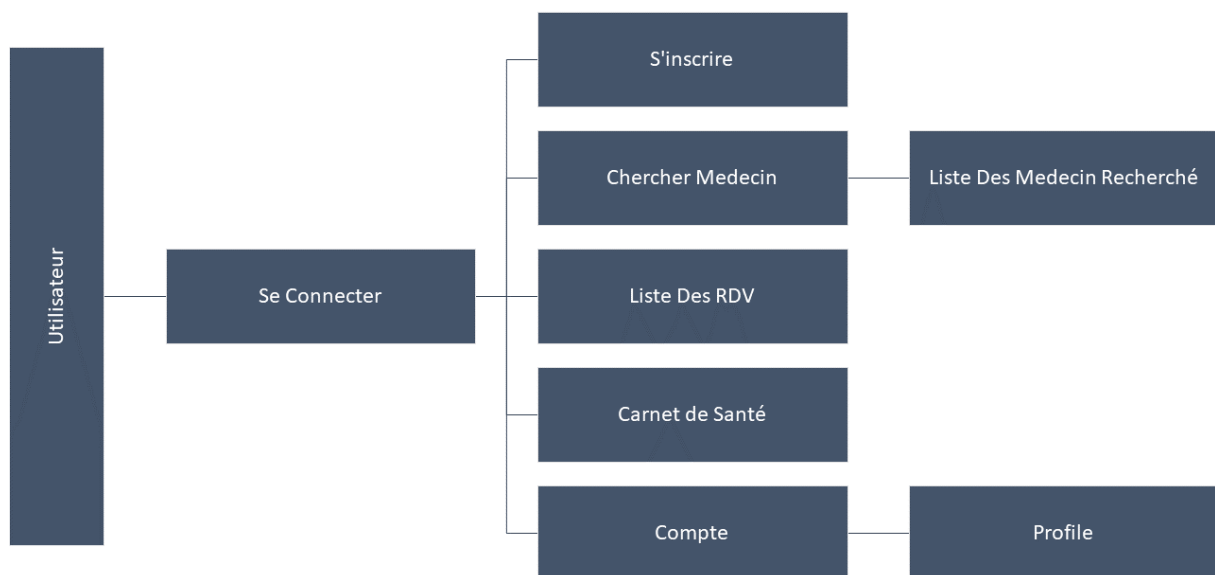 Utilisateur
Se Connecter
S'inscrire
Chercher Medecin
Liste Des Medecin Recherché
Liste Des RDV
Carnet de Santé
Compte
Profile